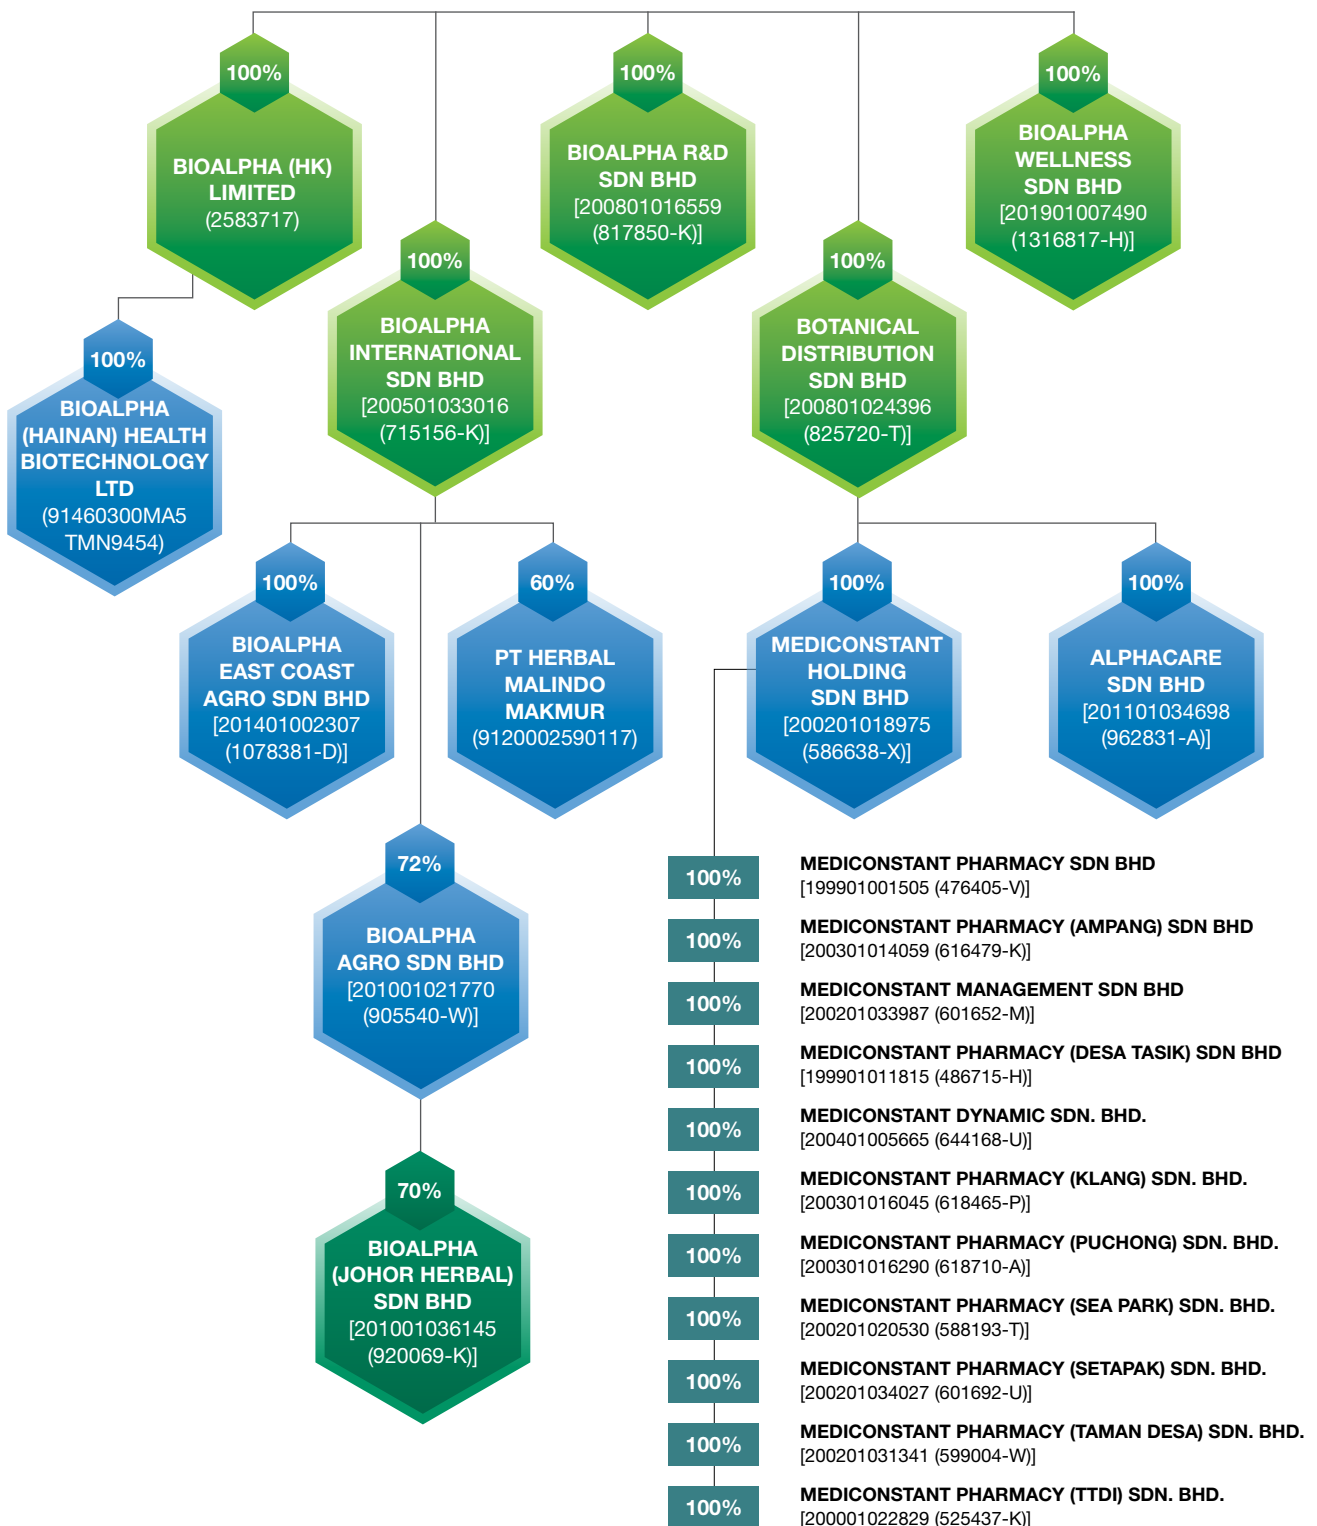 100%
BIOALPHA (HK)
LIMITED
(2583717)
100%
BIOALPHA R&D
SDN BHD
[200801016559
(817850-K)]
100%
BIOALPHA
WELLNESS
SDN BHD
[201901007490
(1316817-H)]
100%
BIOALPHA
INTERNATIONAL
SDN BHD
[200501033016
(715156-K)]
100%
BOTANICAL
DISTRIBUTION
SDN BHD
[200801024396
(825720-T)]
100%
BIOALPHA
(HAINAN) HEALTH
BIOTECHNOLOGY
LTD
(91460300MA5
TMN9454)
100%
BIOALPHA
EAST COAST
AGRO SDN BHD
[201401002307
(1078381-D)]
60%
PT HERBAL
MALINDO
MAKMUR
(9120002590117)
100%
MEDICONSTANT
HOLDING
SDN BHD
[200201018975
(586638-X)]
100%
ALPHACARE
SDN BHD
[201101034698
(962831-A)]
72%
BIOALPHA
AGRO SDN BHD
[201001021770
(905540-W)]
70%
BIOALPHA
(JOHOR HERBAL)
SDN BHD
[201001036145
(920069-K)]
100%
MEDICONSTANT PHARMACY SDN BHD
[199901001505 (476405-V)]
100%
MEDICONSTANT PHARMACY (AMPANG) SDN BHD
[200301014059 (616479-K)]
100%
MEDICONSTANT MANAGEMENT SDN BHD
[200201033987 (601652-M)]
100%
MEDICONSTANT PHARMACY (DESA TASIK) SDN BHD
[199901011815 (486715-H)]
100%
MEDICONSTANT DYNAMIC SDN. BHD.
[200401005665 (644168-U)]
100%
MEDICONSTANT PHARMACY (KLANG) SDN. BHD.
[200301016045 (618465-P)]
100%
MEDICONSTANT PHARMACY (PUCHONG) SDN. BHD.
[200301016290 (618710-A)]
100%
MEDICONSTANT PHARMACY (SEA PARK) SDN. BHD.
[200201020530 (588193-T)]
100%
MEDICONSTANT PHARMACY (SETAPAK) SDN. BHD.
[200201034027 (601692-U)]
100%
MEDICONSTANT PHARMACY (TAMAN DESA) SDN. BHD.
[200201031341 (599004-W)]
100%
MEDICONSTANT PHARMACY (TTDI) SDN. BHD.
[200001022829 (525437-K)]